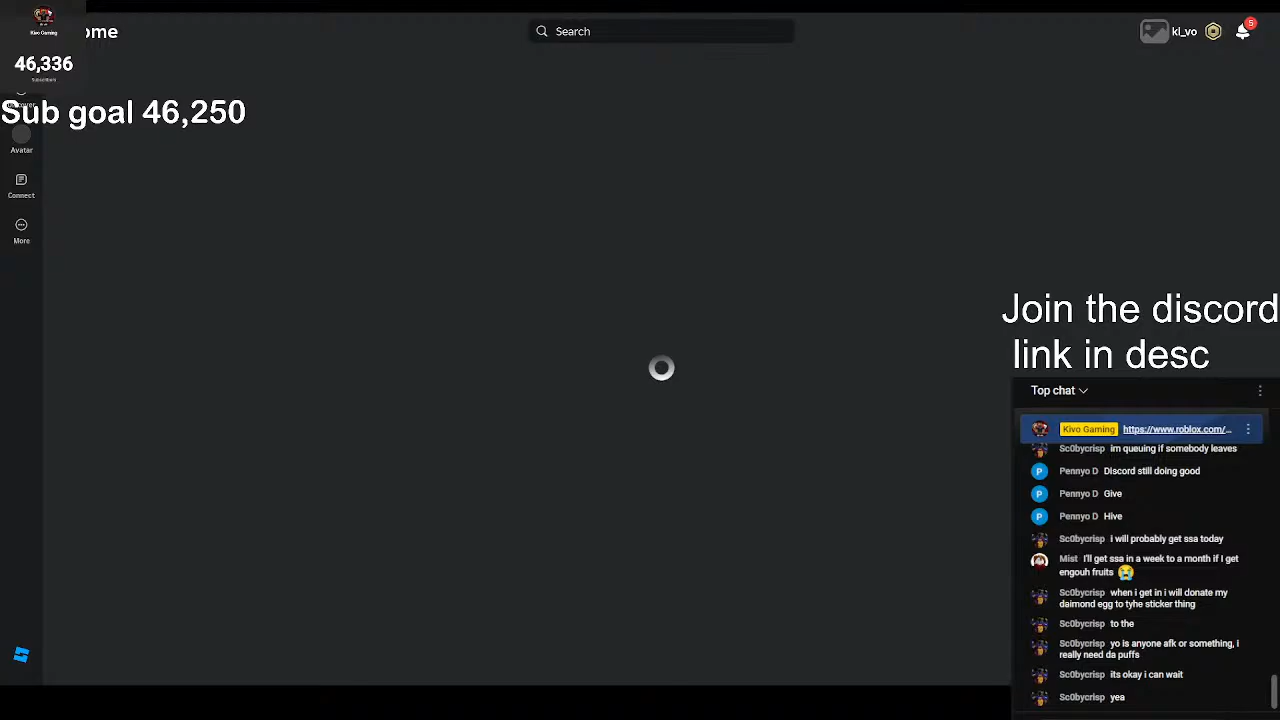 Kivo Gaming
ome
Search
kl_vo
5
46,336
Sub goal 46,250
Avatar
Connect
More
Join the discord
link in desc
Top chat
Kivo Gaming https://www.roblox.com/...
Sc0bycrisp im queuing if somebody leaves
P Pennyo D Discord still doing good
P Pennyo D Give
P Pennyo D Hive
Sc0bycrisp i will probably get ssa today
Mist I'll get ssa in a week to a month if I get
engouh fruits 😭
Sc0bycrisp when i get in i will donate my
daimond egg to tyhe sticker thing
Sc0bycrisp to the
Sc0bycrisp yo is anyone afk or something, i
really need da puffs
Sc0bycrisp its okay i can wait
Sc0bycrisp yea